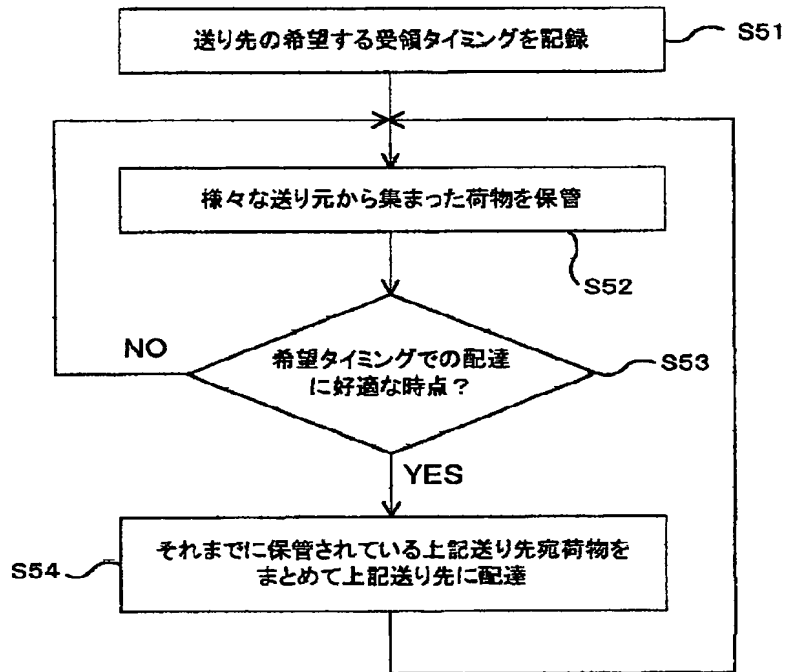 送り先の希望する受領タイミングを記録
S51
様々な送り元から集まった荷物を保管
S52
希望タイミングでの配達
に好適な時点？
S53
NO
YES
それまでに保管されている上記送り先宛荷物を
まとめて上記送り先に配達
S54